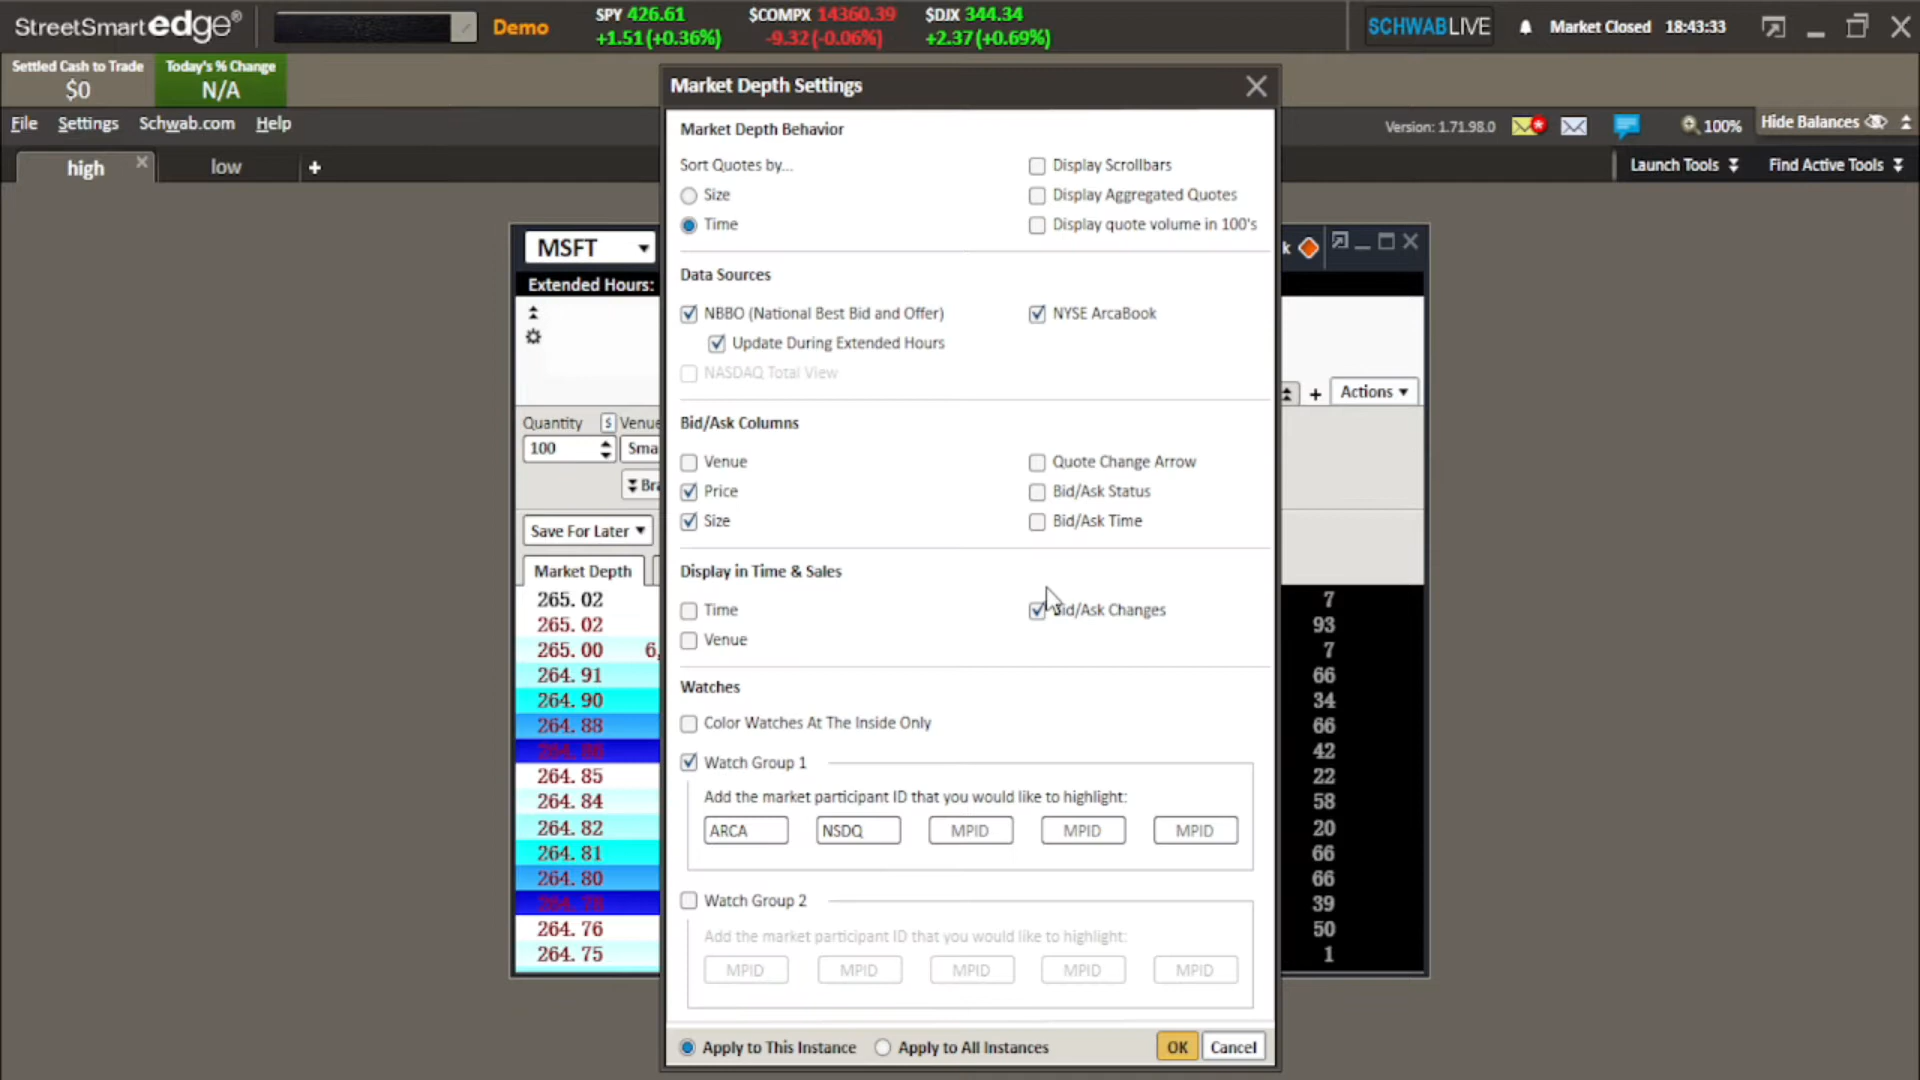 StreetSmart edge®
Demo
SPY 426.61
+1.51 (+0.36%)
$COMPX 14360.39
-9.32 (-0.06%)
$DJX 344.34
+2.37 (+0.69%)
SCHWABLIVE
Market Closed 18:43:33
Settled Cash to Trade
$0
Today's % Change
N/A
File Settings Schwab.com Help
Version: 1.71.98.0
100%
Hide Balances
high
low
+
Launch Tools
Find Active Tools
Market Depth Settings
Market Depth Behavior
Sort Quotes by...
Size
Time
Display Scrollbars
Display Aggregated Quotes
Display quote volume in 100's
Data Sources
NBBO (National Best Bid and Offer)
Update During Extended Hours
NASDAQ Total View
NYSE ArcaBook
Bid/Ask Columns
Venue
Price
Size
Quote Change Arrow
Bid/Ask Status
Bid/Ask Time
Display in Time & Sales
Time
Venue
Bid/Ask Changes
Watches
Color Watches At The Inside Only
Watch Group 1
Add the market participant ID that you would like to highlight:
ARCA NSDQ MPID MPID MPID
Watch Group 2
Add the market participant ID that you would like to highlight:
MPID MPID MPID MPID MPID
Apply to This Instance
Apply to All Instances
OK
Cancel
MSFT
Extended Hours:
Quantity
$
Venue
100
Sma
Bra
Save For Later
Market Depth
265.02
265.02
265.00 6,
264.91
264.90
264.88
264.85
264.84
264.82
264.81
264.80
264.76
264.75
k
+ Actions
7
93
7
66
34
66
42
22
58
20
66
66
39
50
1